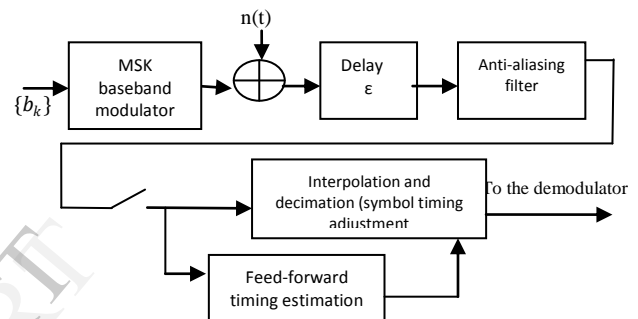 n(t)
{b_k}
MSK
baseband
modulator
Delay
ε
Anti-aliasing
filter
Interpolation and
decimation (symbol timing
adjustment
To the demodulator
Feed-forward
timing estimation